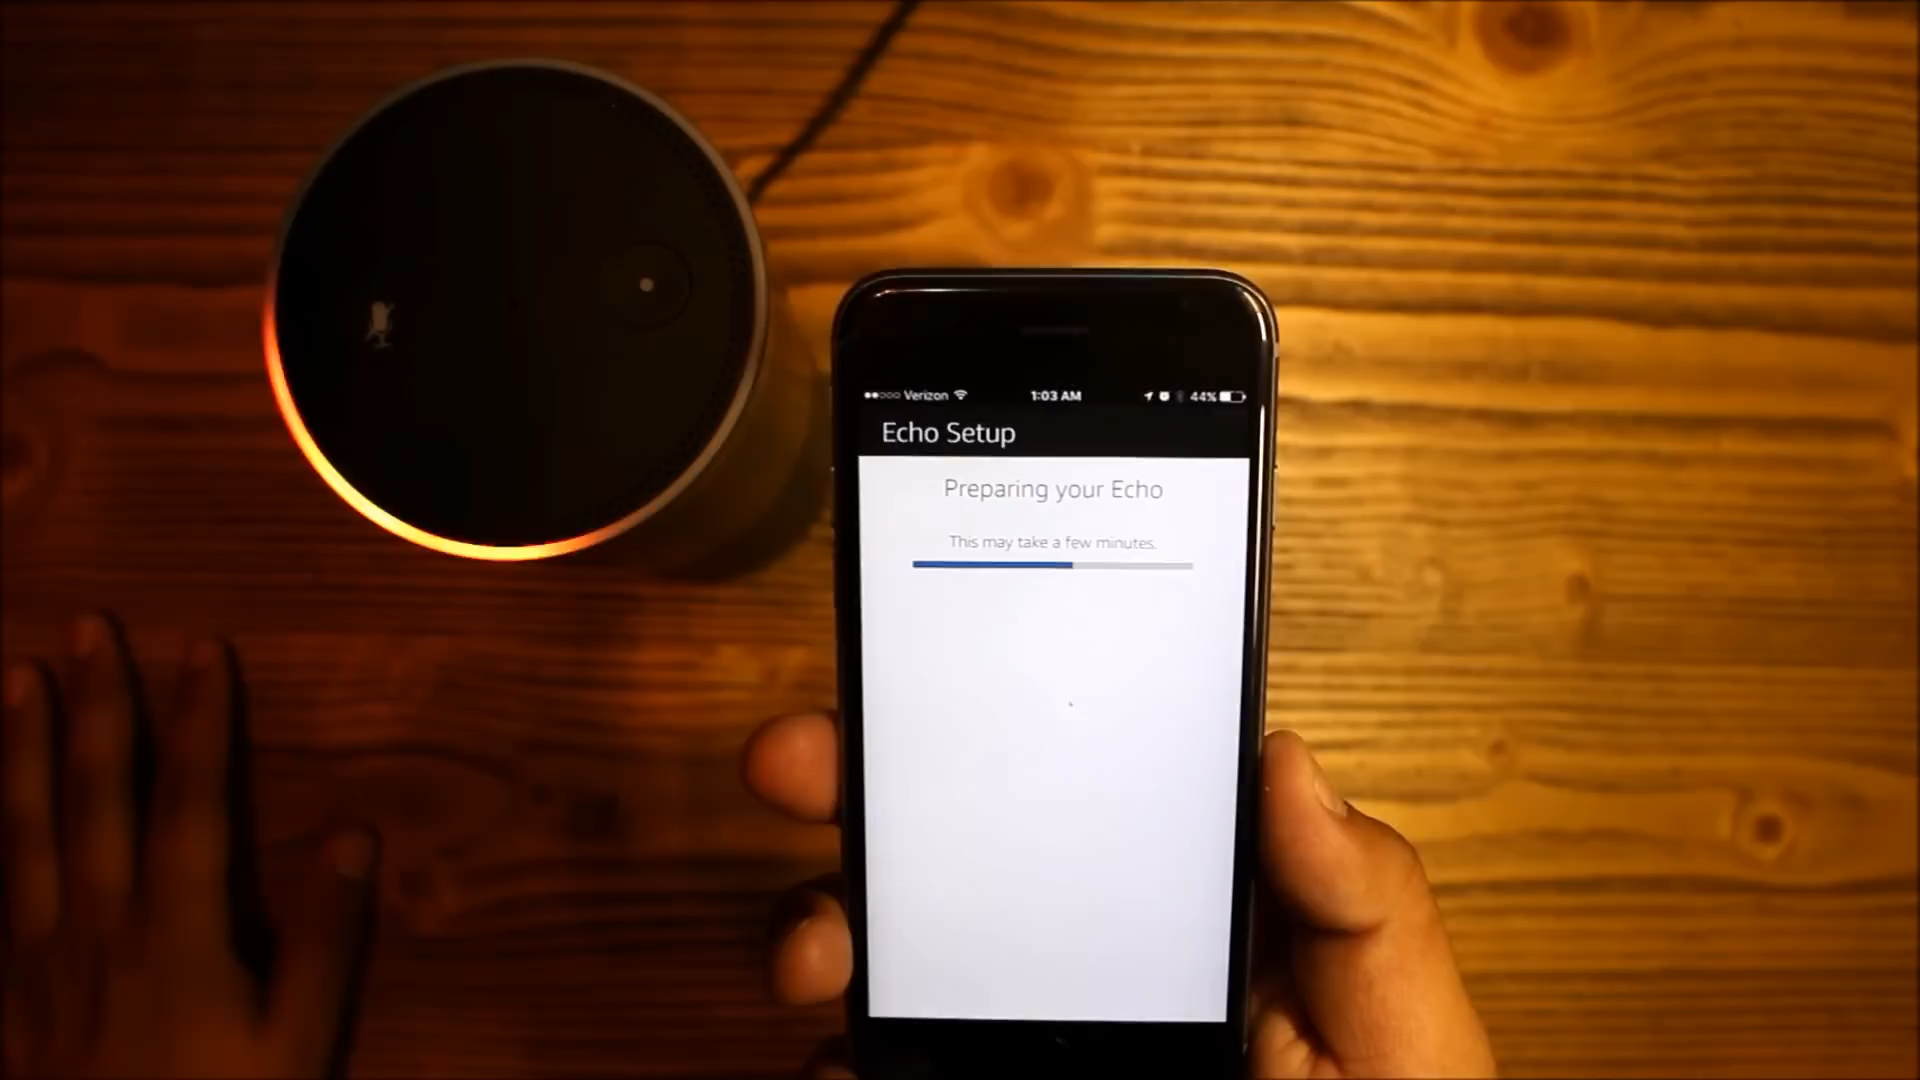 Verizon 1:03 AM 44%
Echo Setup
Preparing your Echo
This may take a few minutes.